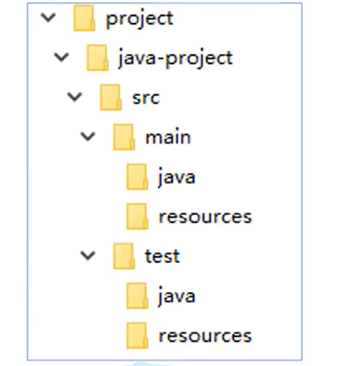 project
java-project
src
main
java
resources
test
java
resources